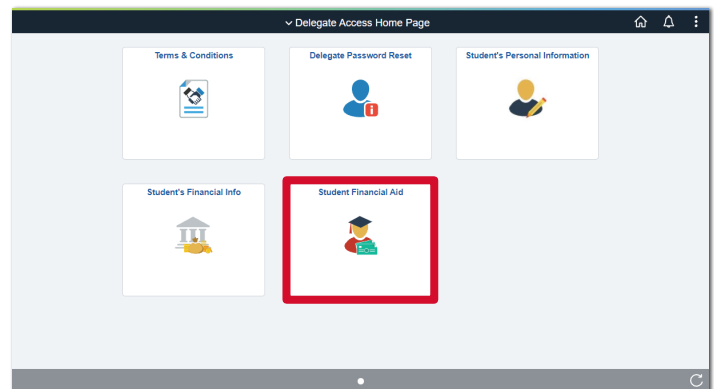 Delegate Access Home Page
Terms & Conditions
Delegate Password Reset
Student's Personal Information
Student's Financial Info
Student Financial Aid